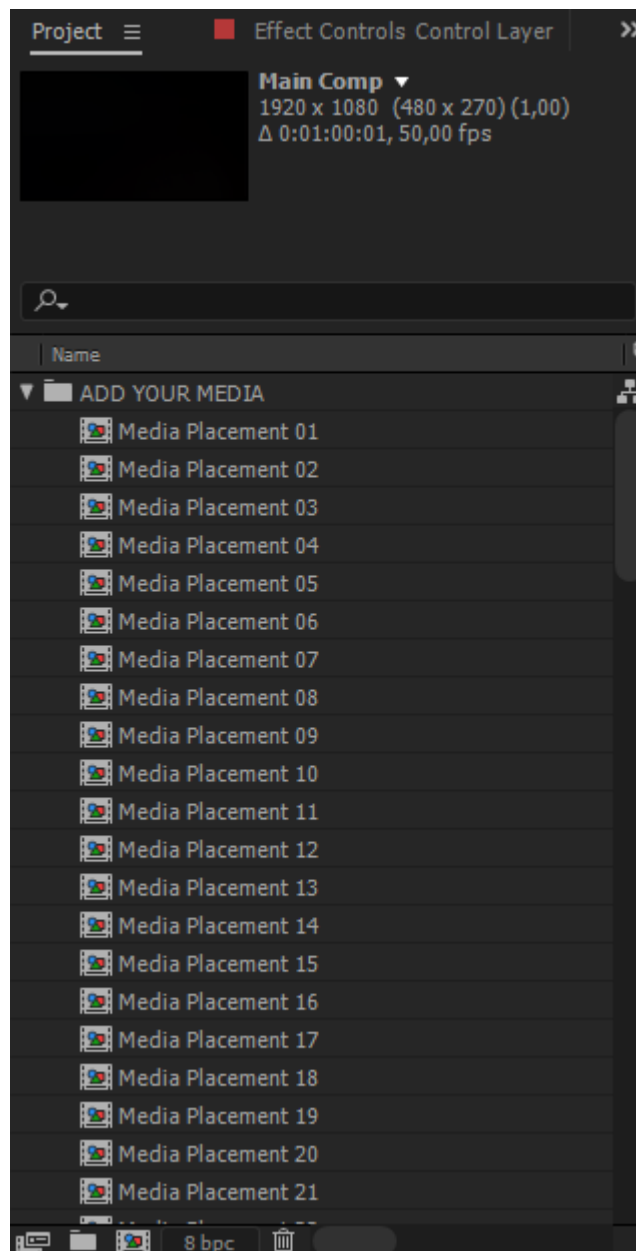 Project
Effect Controls Control Layer
Main Comp
1920 x 1080 (480 x 270) (1,00)
Δ 0:01:00:01, 50,00 fps
Name
ADD YOUR MEDIA
Media Placement 01
Media Placement 02
Media Placement 03
Media Placement 04
Media Placement 05
Media Placement 06
Media Placement 07
Media Placement 08
Media Placement 09
Media Placement 10
Media Placement 11
Media Placement 12
Media Placement 13
Media Placement 14
Media Placement 15
Media Placement 16
Media Placement 17
Media Placement 18
Media Placement 19
Media Placement 20
Media Placement 21
8 bpc